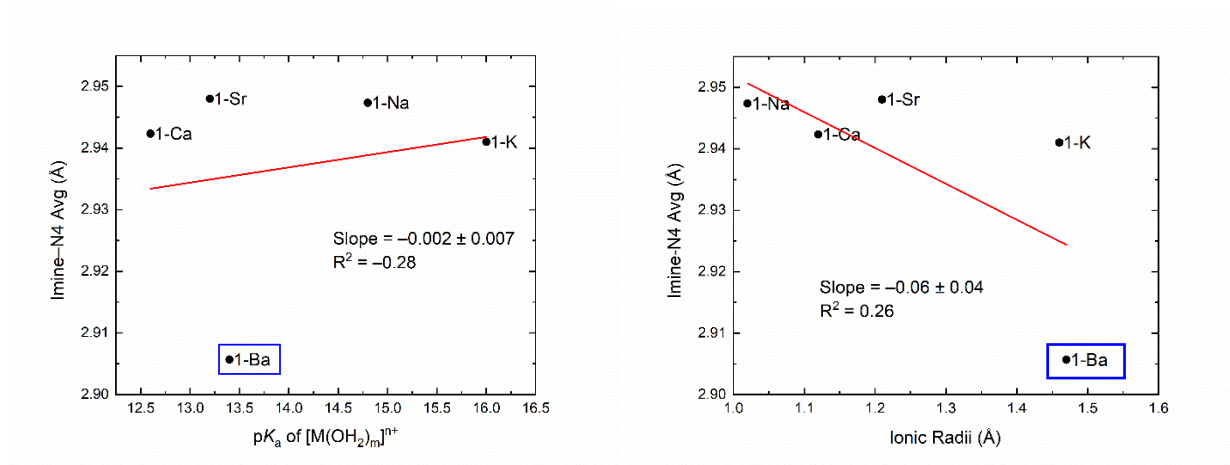 2.95
2.94
2.93
2.92
2.91
2.90
Imine–N4 Avg (Å)
1-Sr
1-Na
1-Ca
1-K
Slope = –0.002 ± 0.007
R² = –0.28
1-Ba
12.5 13.0 13.5 14.0 14.5 15.0 15.5 16.0 16.5
pKₐ of [M(OH₂)ₘ]ⁿ⁺
2.95
2.94
2.93
2.92
2.91
2.90
Imine-N4 Avg (Å)
1-Na
1-Sr
1-Ca
1-K
Slope = –0.06 ± 0.04
R² = 0.26
1-Ba
1.0 1.1 1.2 1.3 1.4 1.5 1.6
Ionic Radii (Å)